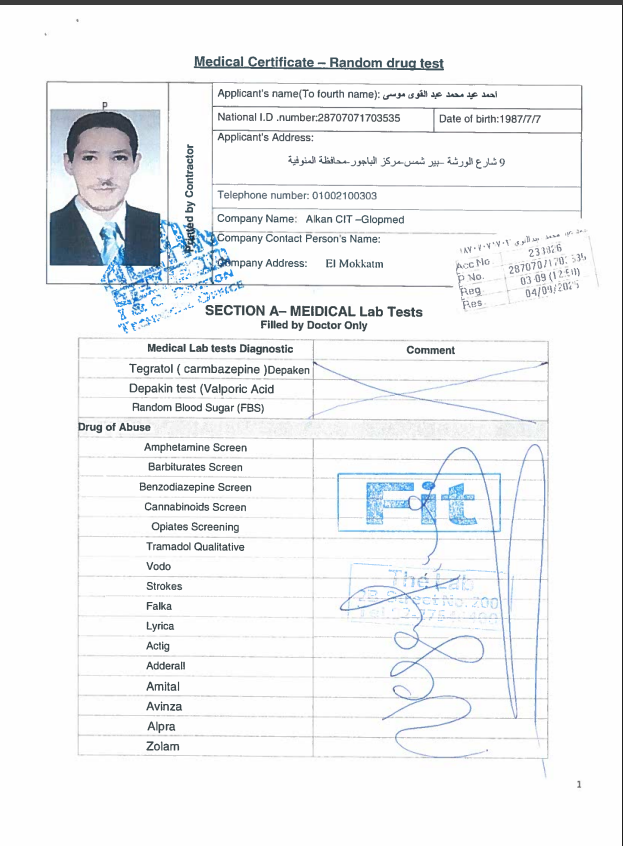 Medical Certificate – Random drug test
P
Applicant's name(To fourth name): احمد عيد محمد عبد القوى موسى
National I.D .number:28707071703535
Date of birth:1987/7/7
Applicant's Address:
9 شارع الورشة –بير شمس-مركز الباجور-محافظة المنوفية
Telephone number: 01002100303
Company Name: Alkan CIT –Glopmed
Company Contact Person's Name:
Company Address: El Mokkatm
by Contractor
Acc No
P No.
Reg 03-09
Res 04/09/2025
SECTION A– MEIDICAL Lab Tests
Filled by Doctor Only
Medical Lab tests Diagnostic
Comment
Tegratol ( carmbazepine )Depaken
Depakin test (Valporic Acid
Random Blood Sugar (FBS)
Drug of Abuse
Amphetamine Screen
Barbiturates Screen
Benzodiazepine Screen
Cannabinoids Screen
Opiates Screening
Tramadol Qualitative
Vodo
Strokes
Falka
Lyrica
Actig
Adderall
Amital
Avinza
Alpra
Zolam
Fit
The Lab
1